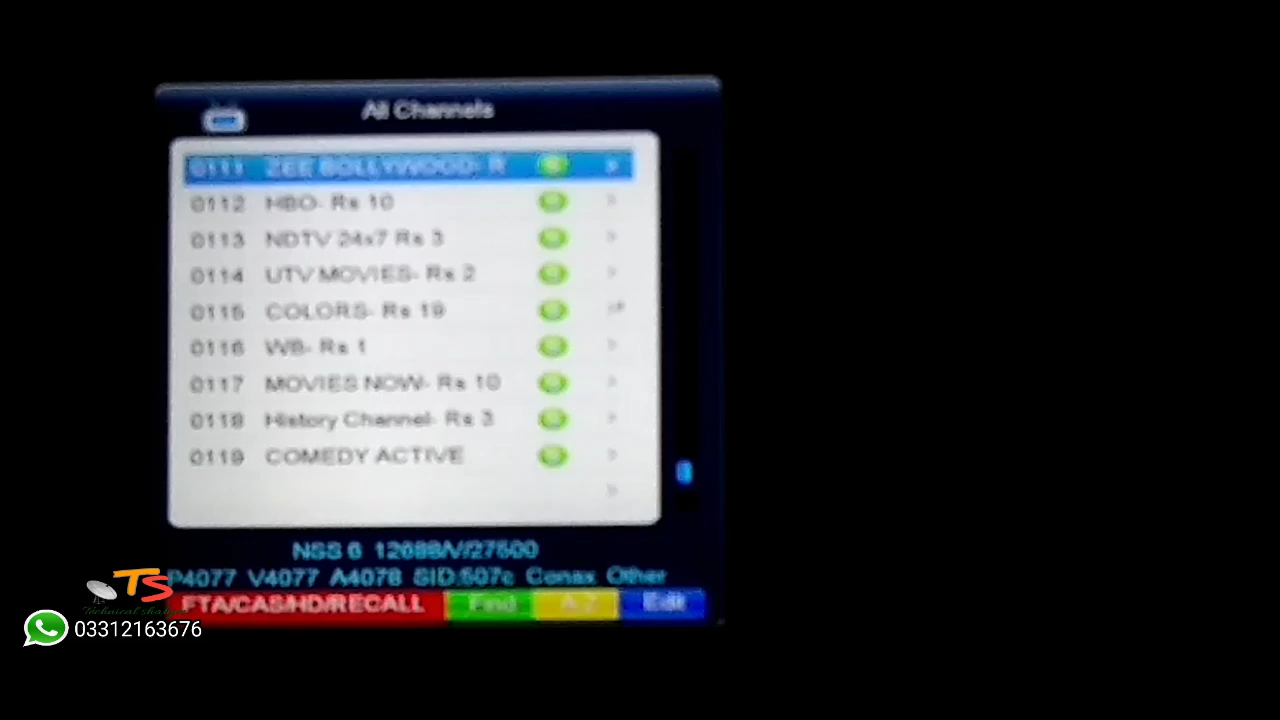 All Channels
0111 ZEE BOLLYWOOD- R
0112 HBO- Rs 10
0113 NDTV 24x7 Rs 3
0114 UTV MOVIES- Rs 2
0115 COLORS- Rs 19
0116 WB- Rs 1
0117 MOVIES NOW- Rs 10
0118 History Channel- Rs 3
0119 COMEDY ACTIVE
NSS 6 12688/V/27500
P4077 V4077 A4078 SID:507c Conax Other
FTA/CAS/HD/RECALL Find A-Z Edit
TS
Technical
03312163676